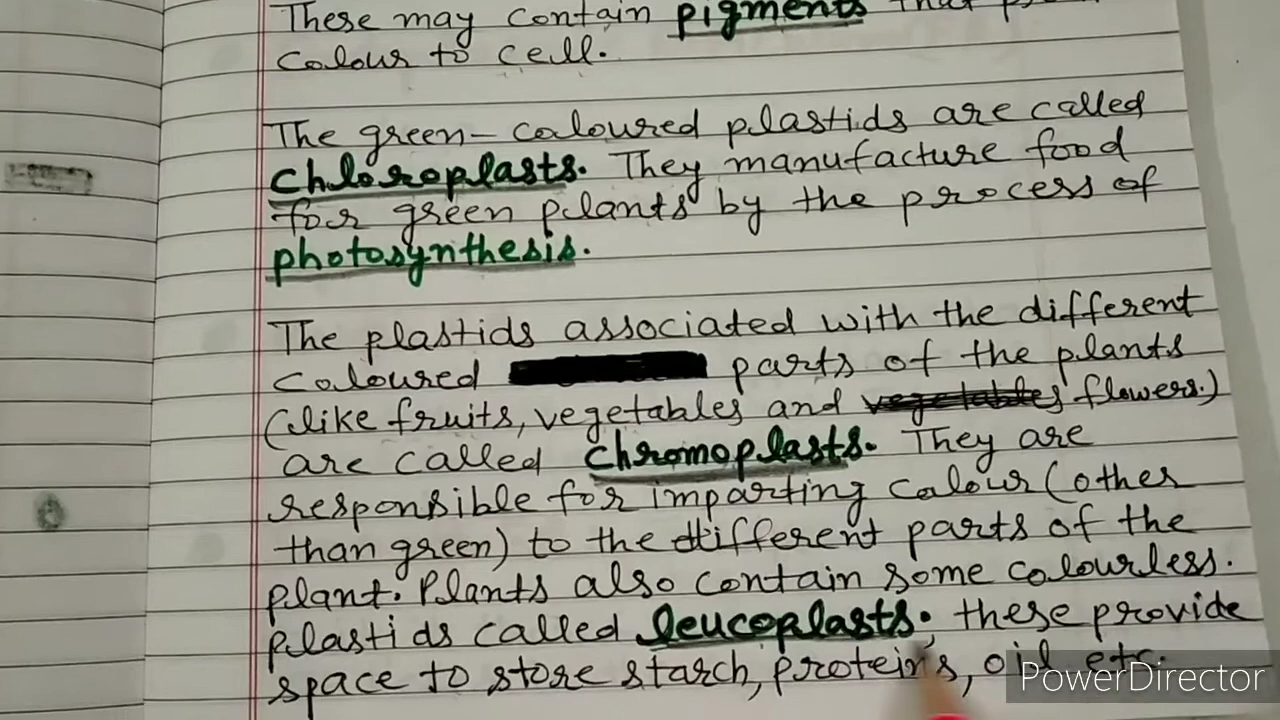 These may contain pigments that
colour to cell.
The green-coloured plastids are called
chloroplasts. They manufacture food
for green plants by the process of
photosynthesis.
The plastids associated with the different
coloured parts of the plants
(like fruits, vegetables and vegetables flowers.)
are called chromoplasts. They are
responsible for imparting colour (other
than green) to the different parts of the
plant. Plants also contain some colourless.
plastids called leucoplasts; these provide
space to store starch, proteins, oil etc.
PowerDirector